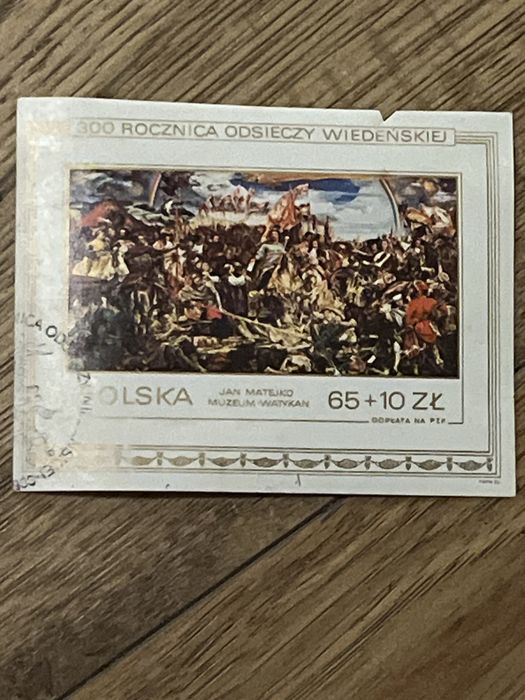 300 ROCZNICA ODSIECZY WIEDEŃSKIEJ
POLSKA
JAN MATEJKO
MUZEUM-WATYKAN
65+10 ZŁ
DOPŁATA NA PZF